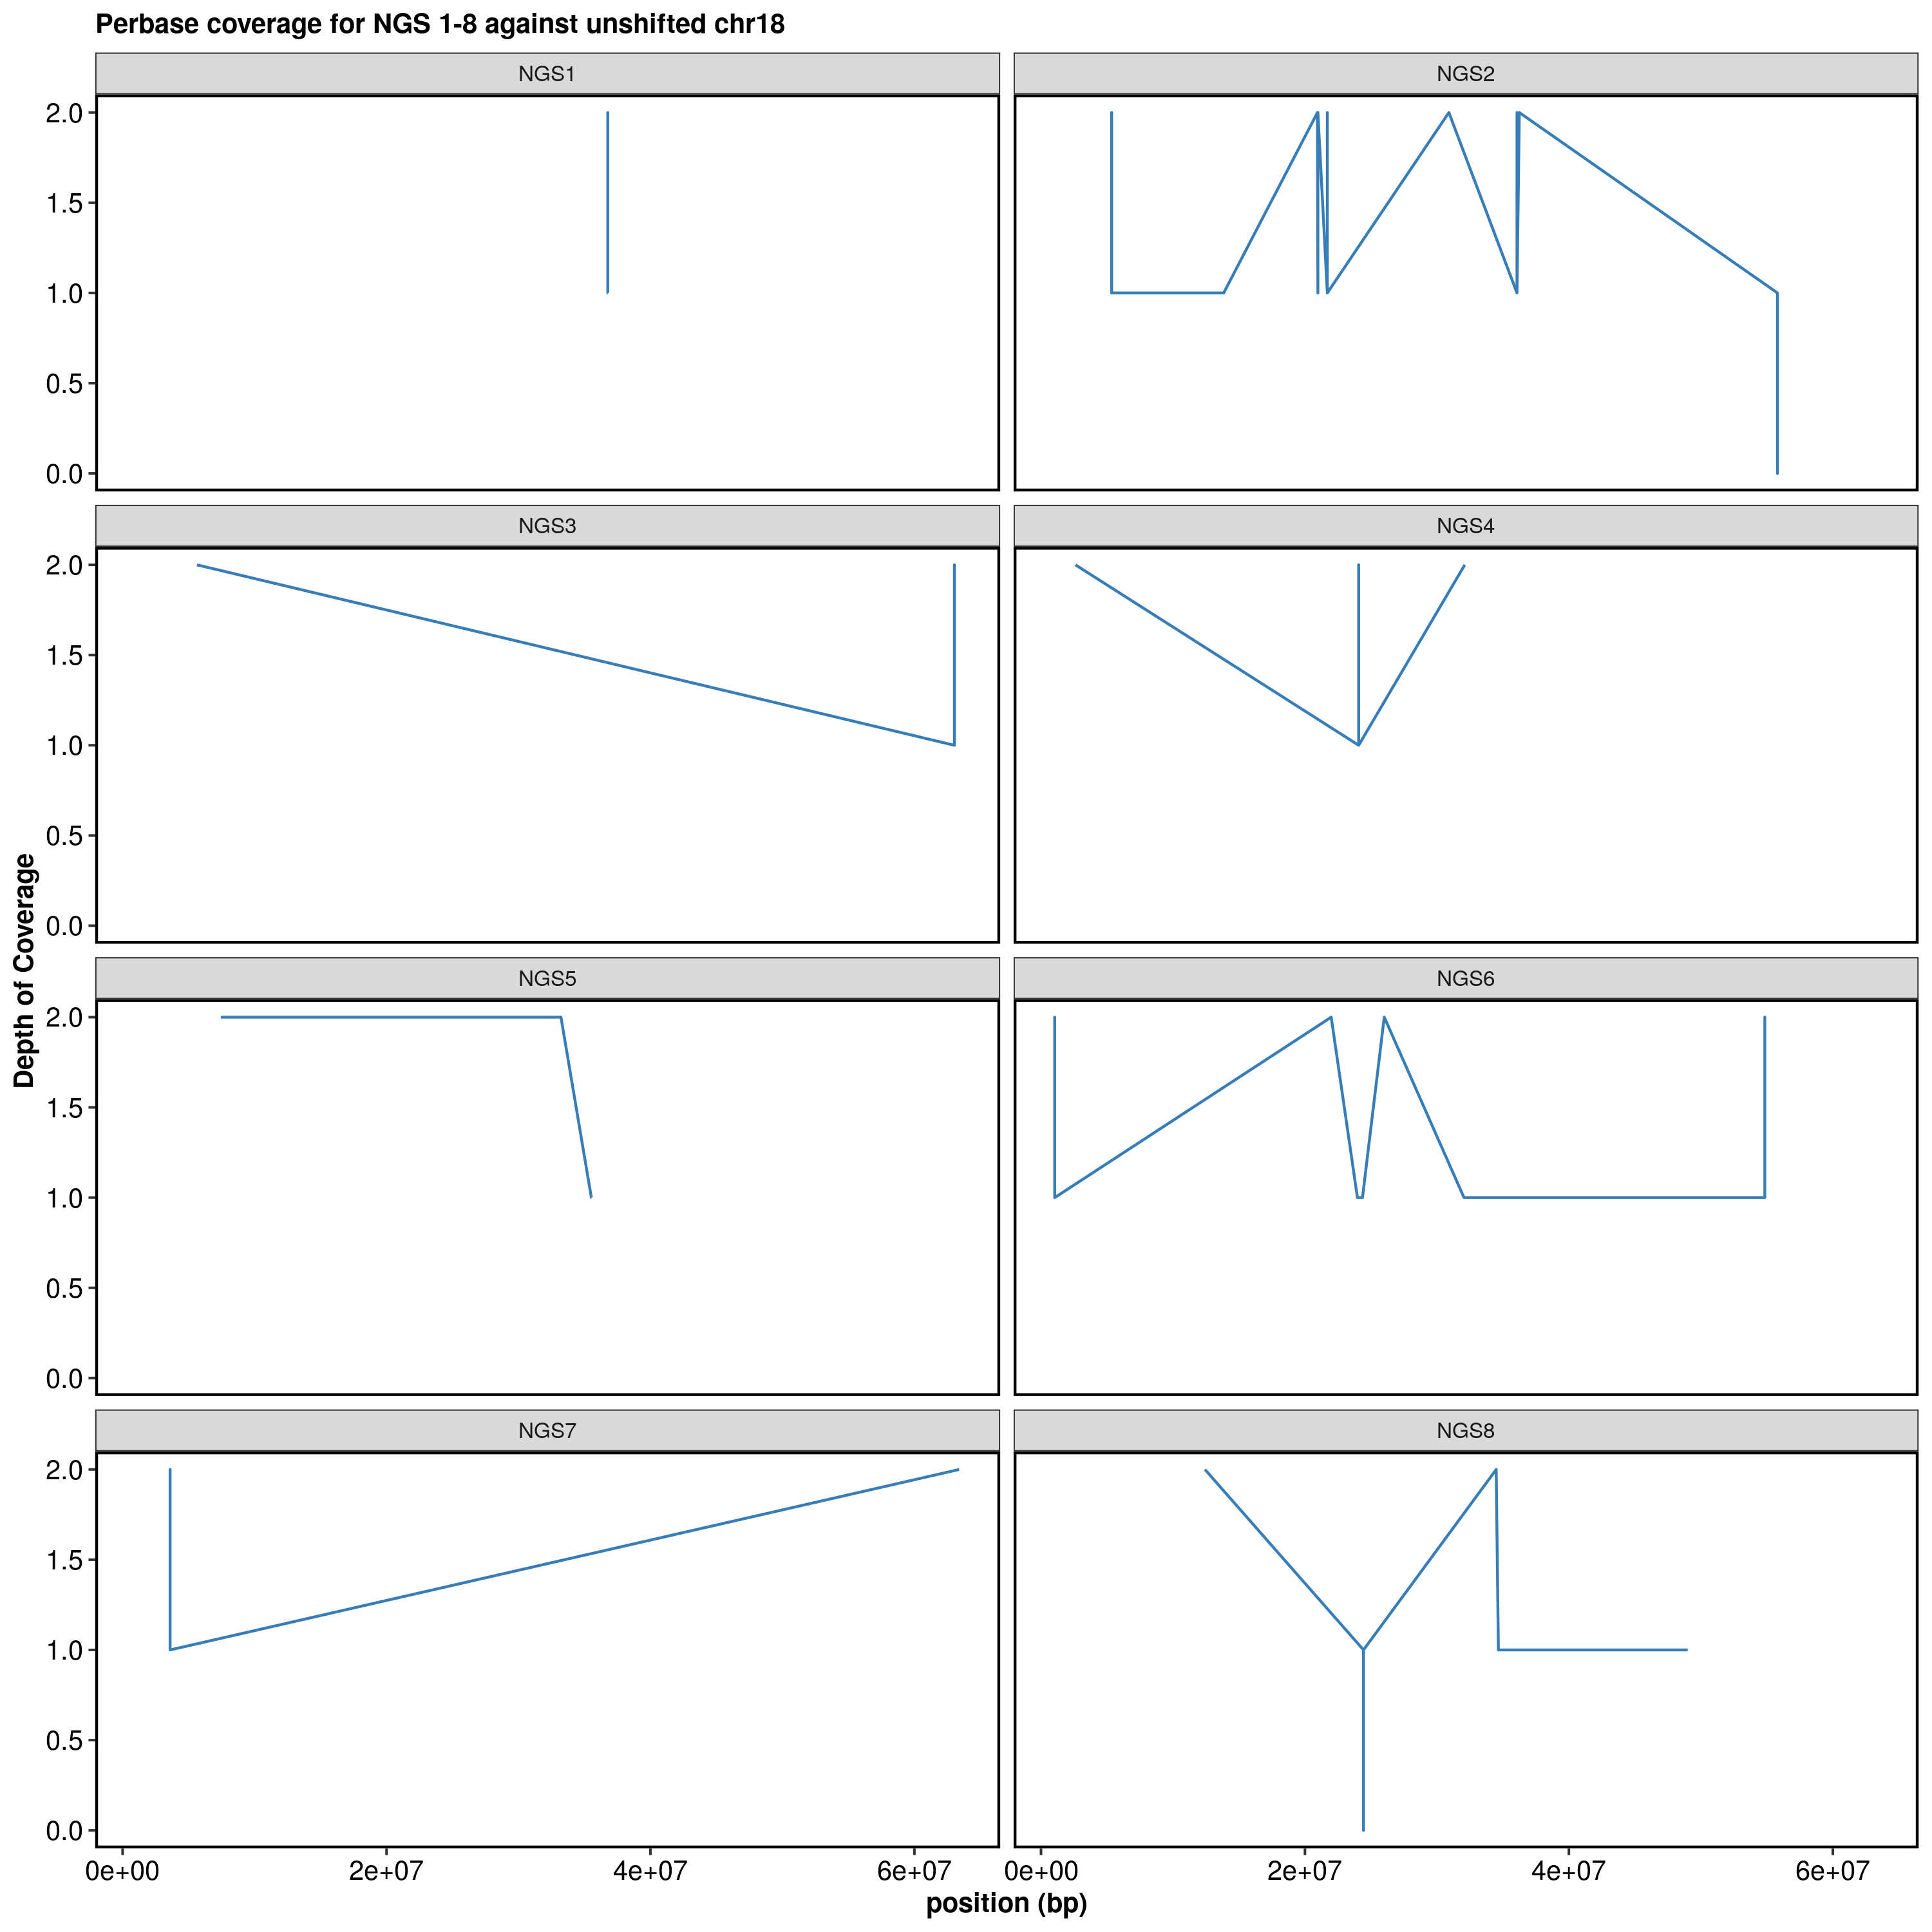 Perbase coverage for NGS 1-8 against unshifted chr18
NGS1
NGS2
2.0
1.5
1.0
0.5
0.0
NGS3
NGS4
2.0
1.5
1.0
0.5
0.0
Depth of Coverage
NGS5
NGS6
2.0
1.5
1.0
0.5
0.0
NGS7
NGS8
2.0
1.5
1.0
0.5
0.0
0e+00 2e+07 4e+07 6e+07 0e+00 2e+07 4e+07 6e+07
position (bp)